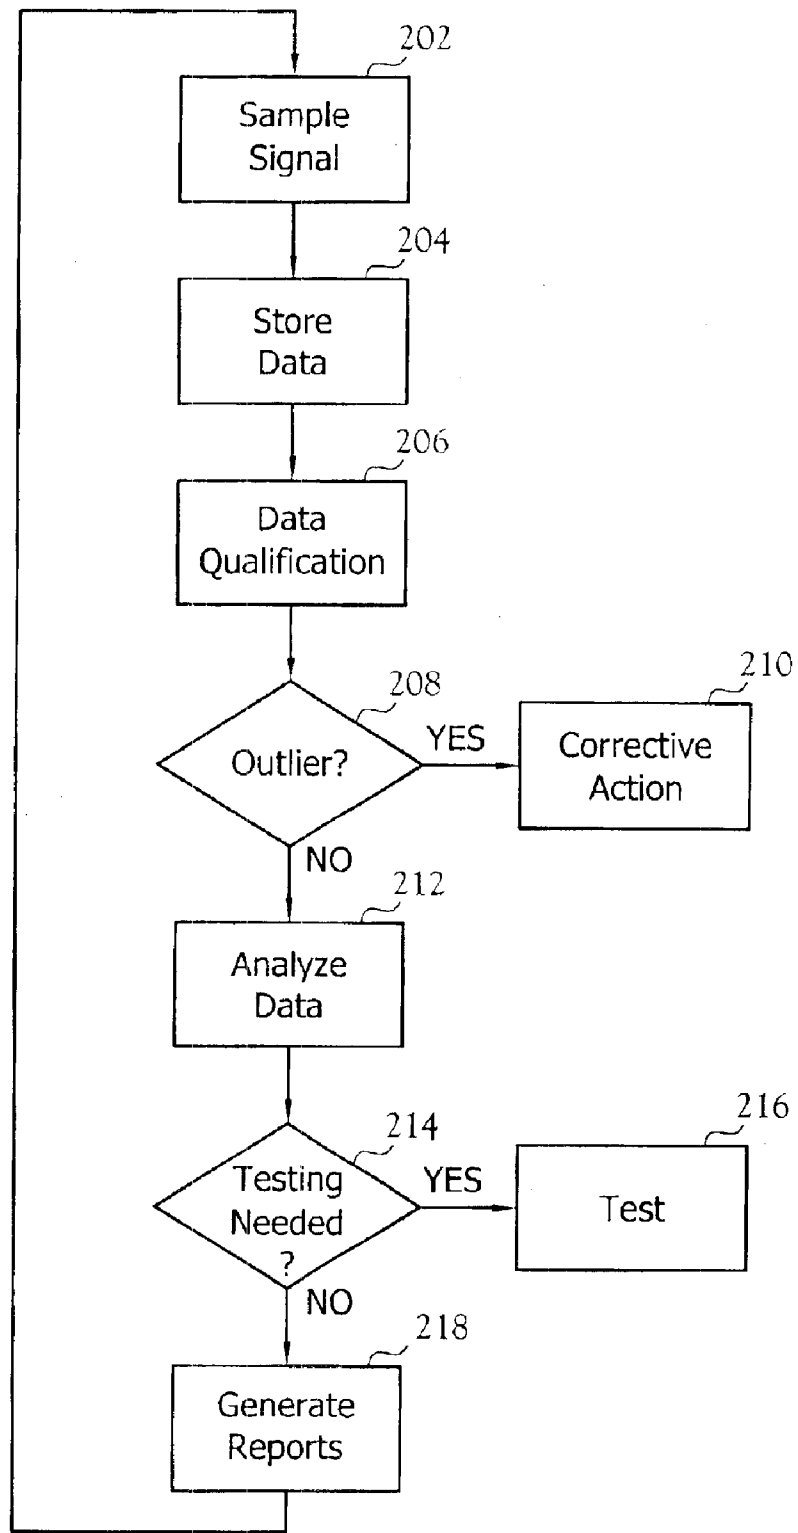 202
Sample
Signal
204
Store
Data
206
Data
Qualification
208
Outlier?
YES
210
Corrective
Action
NO
212
Analyze
Data
214
Testing
Needed
?
YES
216
Test
NO
218
Generate
Reports